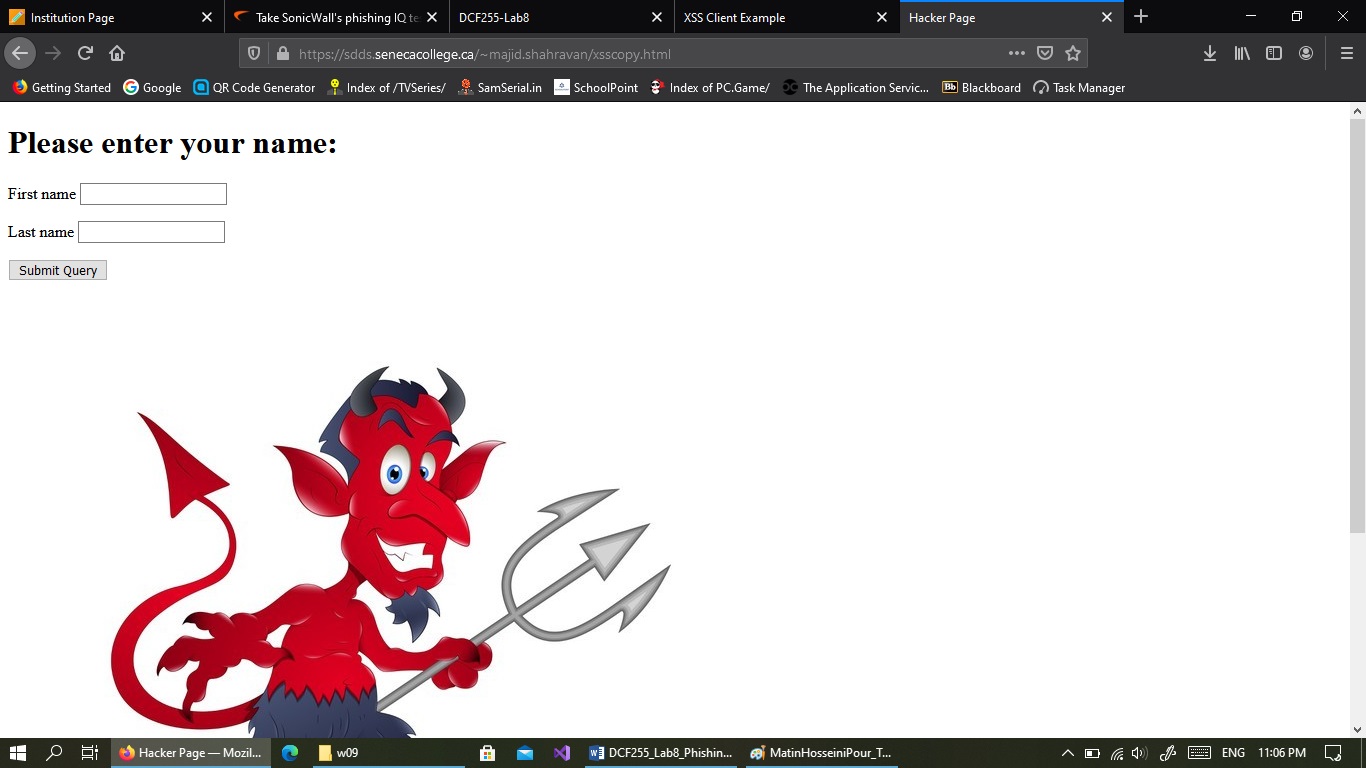 Institution Page
Take SonicWall's phishing IQ te
DCF255-Lab8
XSS Client Example
Hacker Page
https://sdds.senecacollege.ca/~majid.shahravan/xsscopy.html
Getting Started
Google
QR Code Generator
Index of /TVSeries/
SamSerial.in
SchoolPoint
Index of PC.Game/
The Application Servic...
Bb
Blackboard
Task Manager
Please enter your name:
First name
Last name
Submit Query
Hacker Page — Mozil...
w09
DCF255_Lab8_Phishin...
MatinHosseiniPour_T...
ENG
11:06 PM